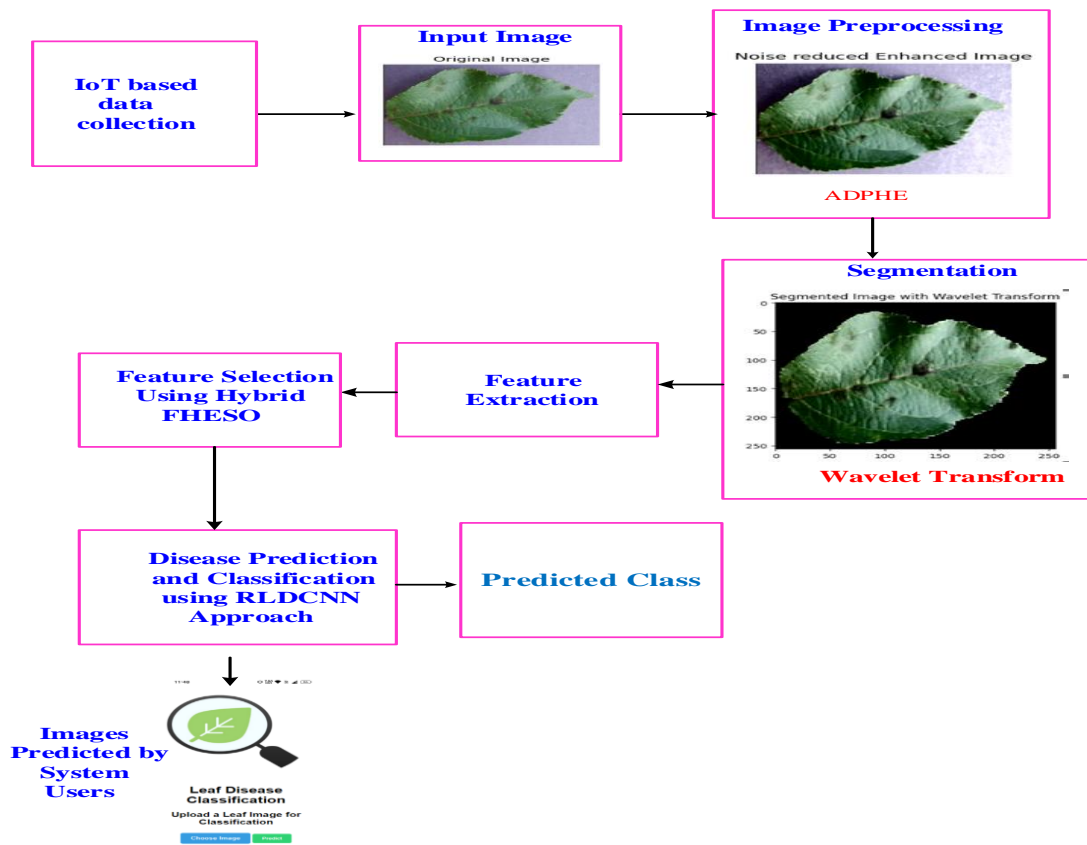 IoT based
data
collection
Input Image
Original Image
Image Preprocessing
Noise reduced Enhanced Image
ADPHE
Segmentation
Segmented Image with Wavelet Transform
0
50
100
150
200
250
0 50 100 150 200 250
Wavelet Transform
Feature
Extraction
Feature Selection
Using Hybrid
FHESO
Disease Prediction
and Classification
using RLDCNN
Approach
Predicted Class
Images
Predicted by
System
Users
Leaf Disease
Classification
Upload a Leaf Image for
Classification
Choose Image